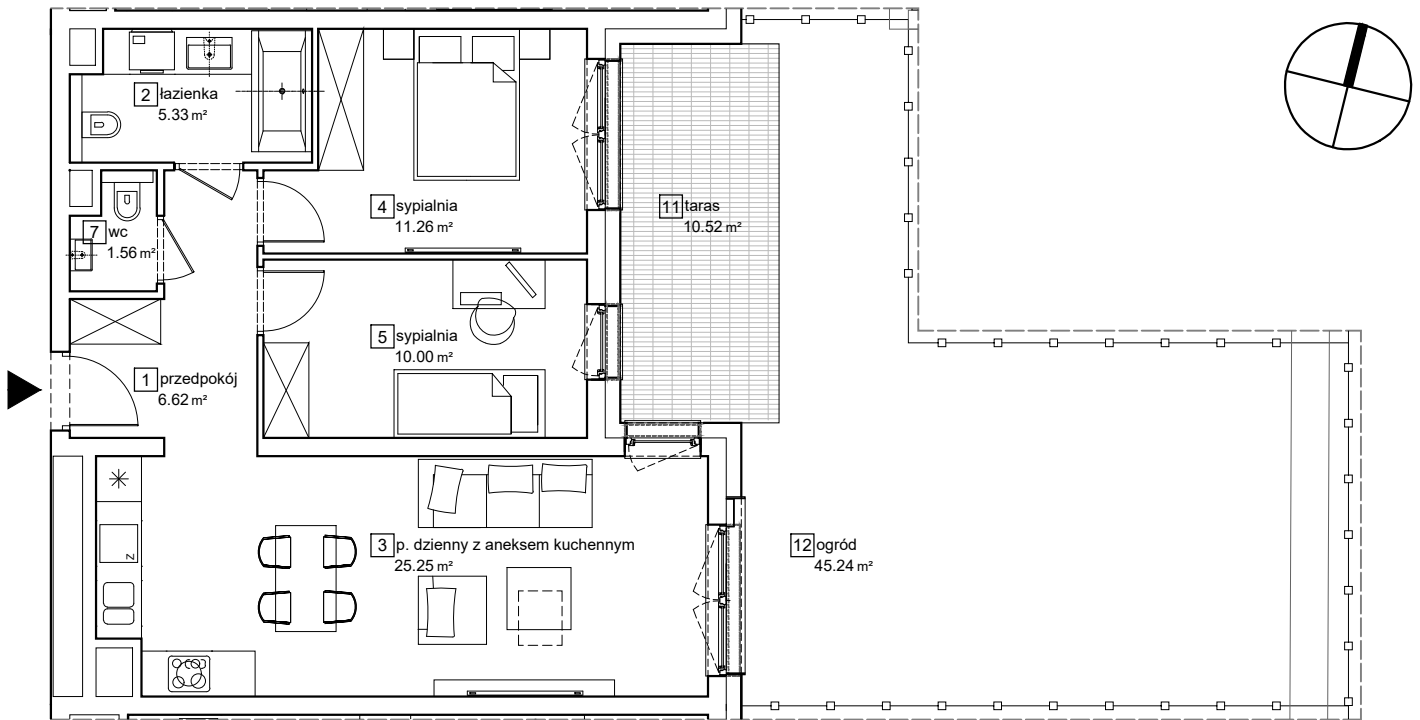 2 łazienka
5.33 m²
4 sypialnia
11.26 m²
11 taras
10.52 m²
7 wc
1.56 m²
5 sypialnia
10.00 m²
1 przedpokój
6.62 m²
3 p. dzienny z aneksem kuchennym
25.25 m²
12 ogród
45.24 m²
Z